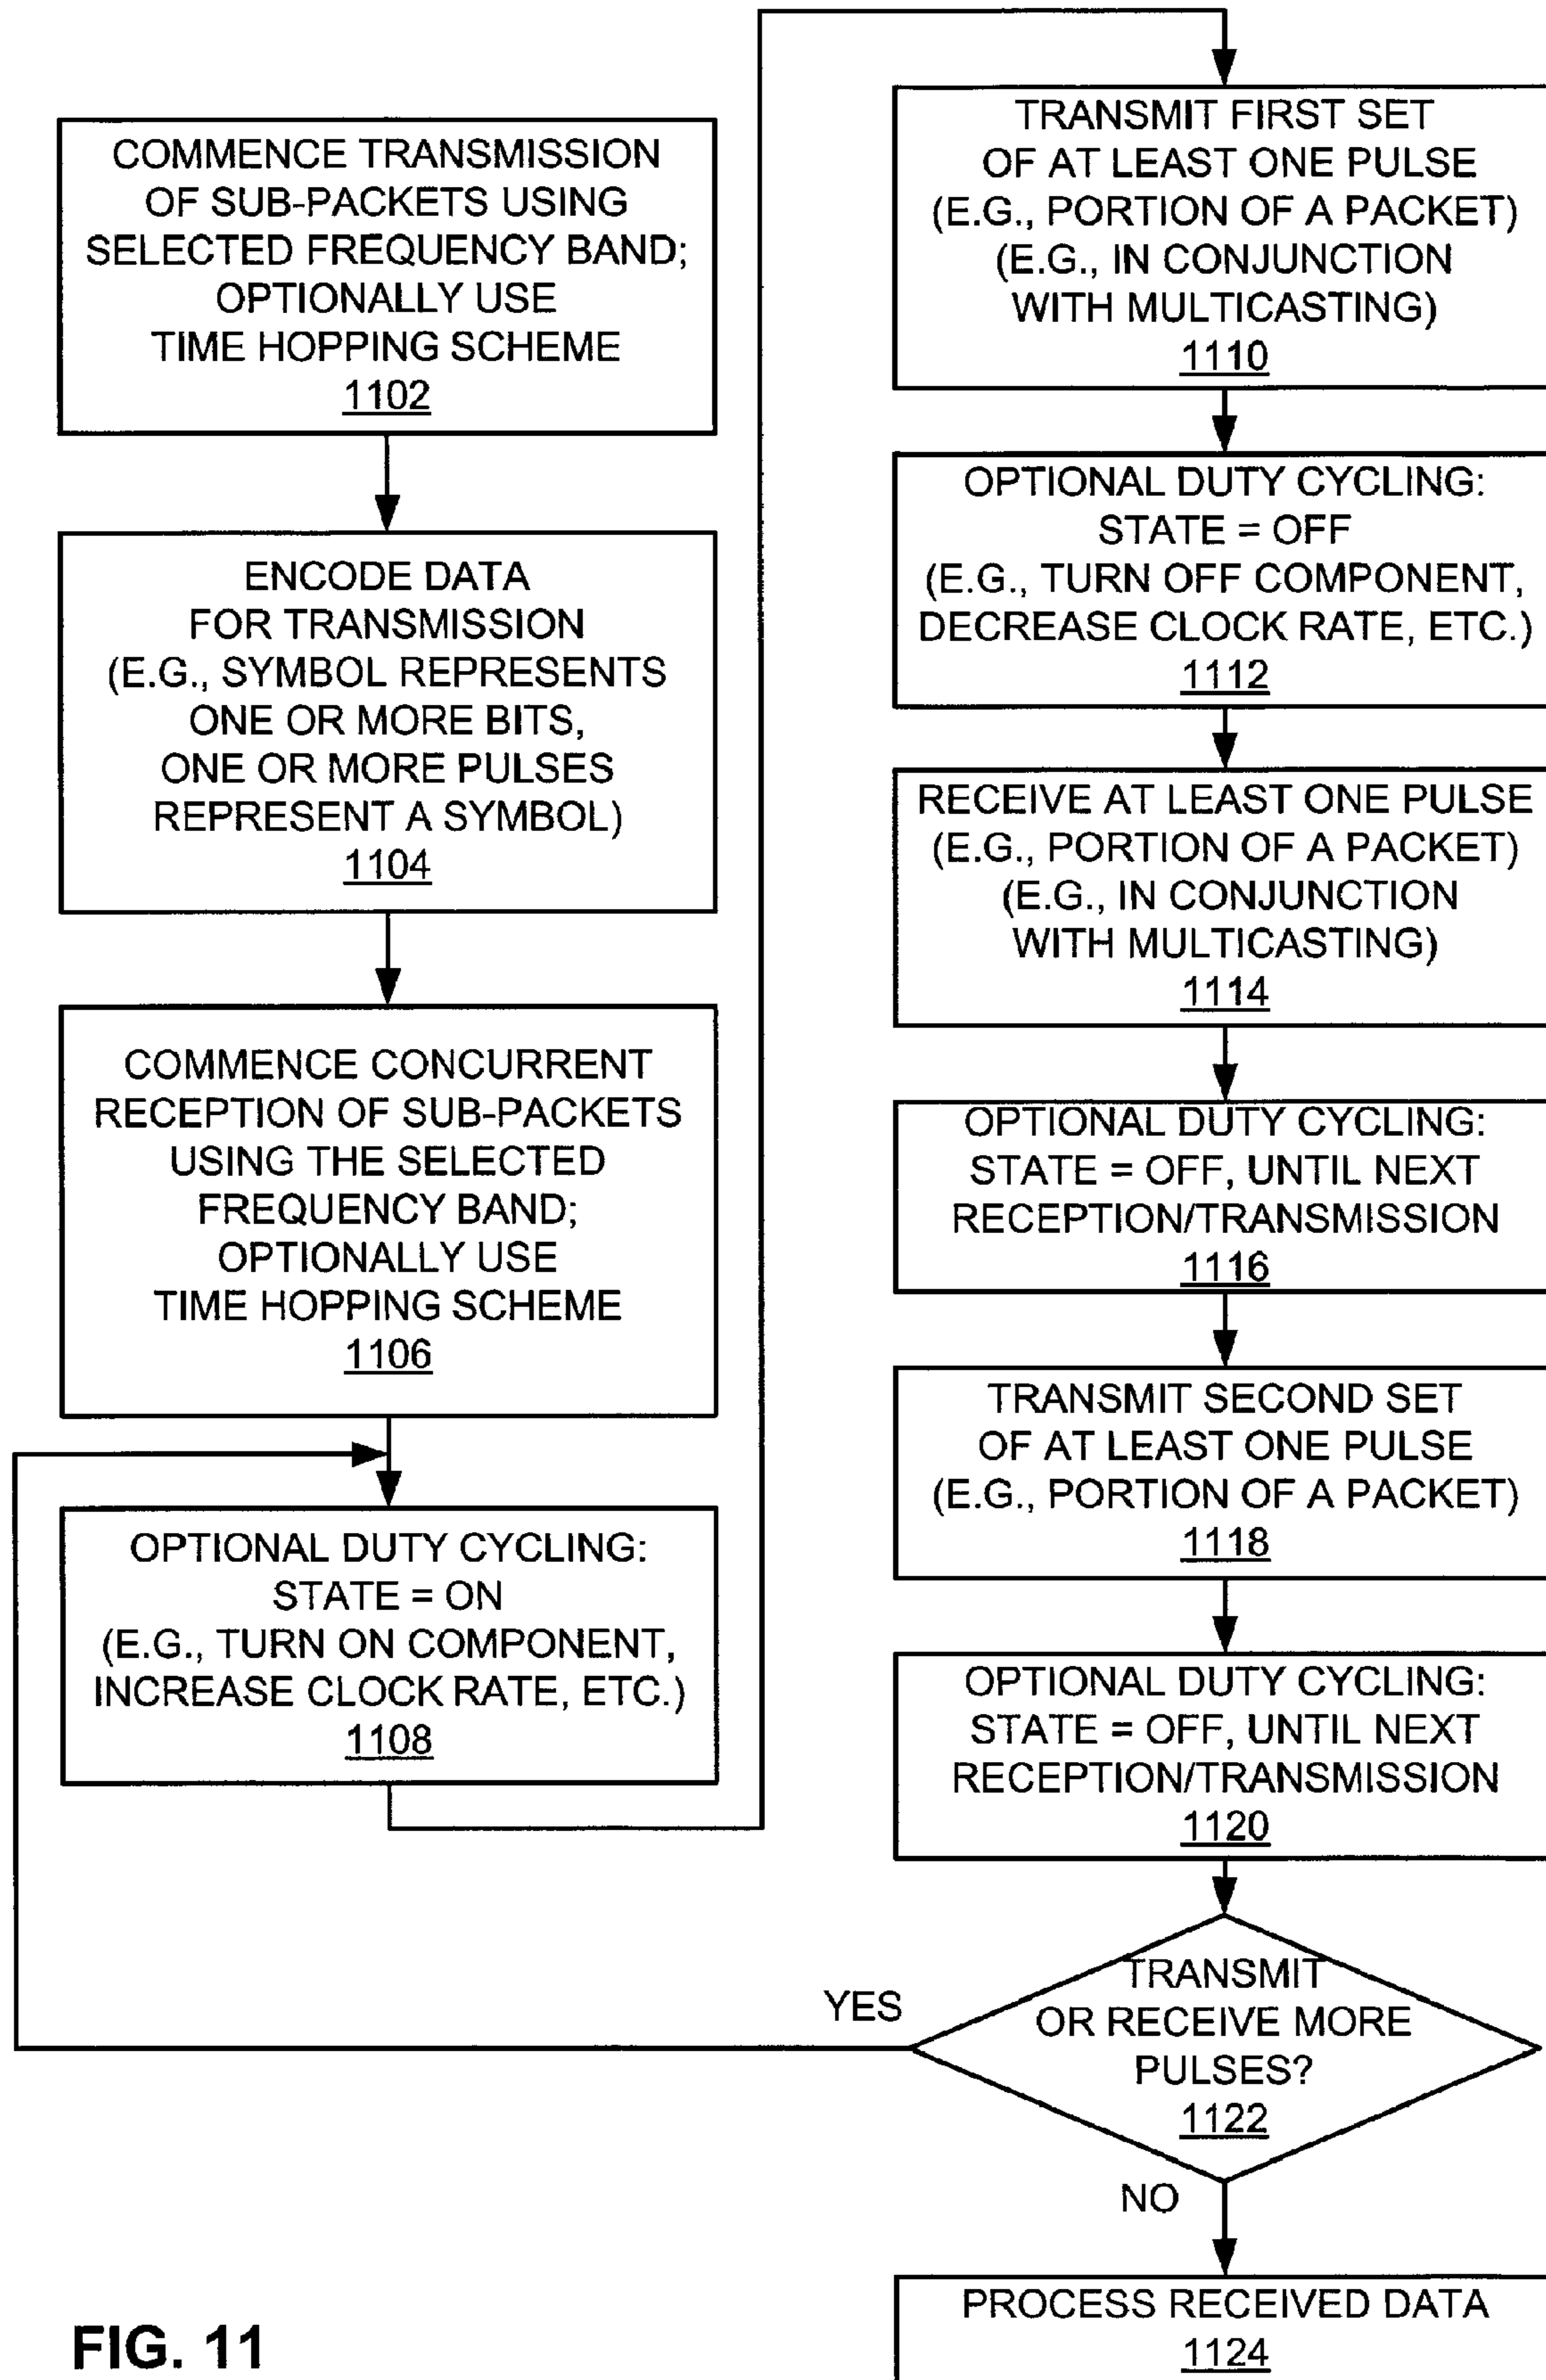 COMMENCE TRANSMISSION
OF SUB-PACKETS USING
SELECTED FREQUENCY BAND;
OPTIONALLY USE
TIME HOPPING SCHEME
1102
ENCODE DATA
FOR TRANSMISSION
(E.G., SYMBOL REPRESENTS
ONE OR MORE BITS,
ONE OR MORE PULSES
REPRESENT A SYMBOL)
1104
COMMENCE CONCURRENT
RECEPTION OF SUB-PACKETS
USING THE SELECTED
FREQUENCY BAND;
OPTIONALLY USE
TIME HOPPING SCHEME
1106
OPTIONAL DUTY CYCLING:
STATE = ON
(E.G., TURN ON COMPONENT,
INCREASE CLOCK RATE, ETC.)
1108
TRANSMIT FIRST SET
OF AT LEAST ONE PULSE
(E.G., PORTION OF A PACKET)
(E.G., IN CONJUNCTION
WITH MULTICASTING)
1110
OPTIONAL DUTY CYCLING:
STATE = OFF
(E.G., TURN OFF COMPONENT,
DECREASE CLOCK RATE, ETC.)
1112
RECEIVE AT LEAST ONE PULSE
(E.G., PORTION OF A PACKET)
(E.G., IN CONJUNCTION
WITH MULTICASTING)
1114
OPTIONAL DUTY CYCLING:
STATE = OFF, UNTIL NEXT
RECEPTION/TRANSMISSION
1116
TRANSMIT SECOND SET
OF AT LEAST ONE PULSE
(E.G., PORTION OF A PACKET)
1118
OPTIONAL DUTY CYCLING:
STATE = OFF, UNTIL NEXT
RECEPTION/TRANSMISSION
1120
TRANSMIT
OR RECEIVE MORE
PULSES?
1122
YES
NO
PROCESS RECEIVED DATA
1124
FIG. 11